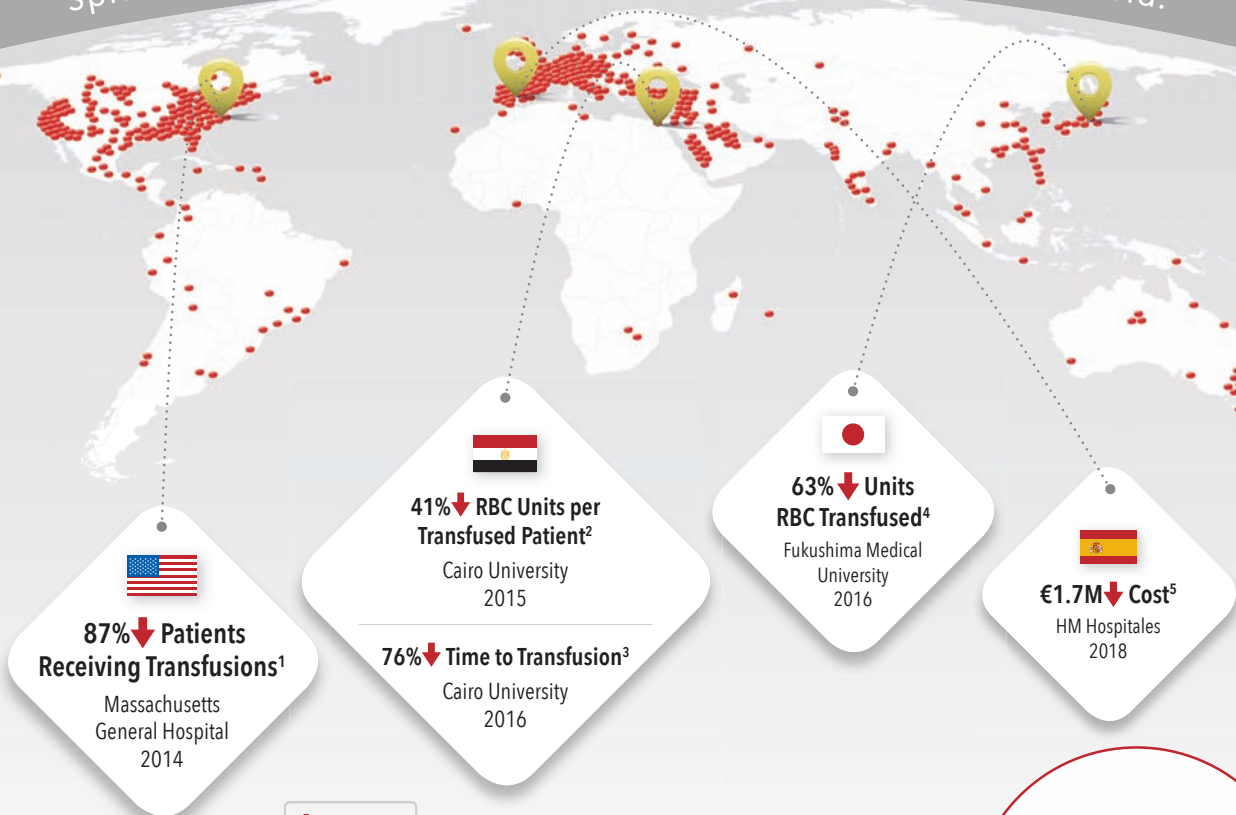 87% Patients
Receiving Transfusions¹
Massachusetts
General Hospital
2014
41% RBC Units per
Transfused Patient²
Cairo University
2015
76% Time to Transfusion³
Cairo University
2016
63% Units
RBC Transfused⁴
Fukushima Medical
University
2016
€1.7M Cost⁵
HM Hospitales
2018